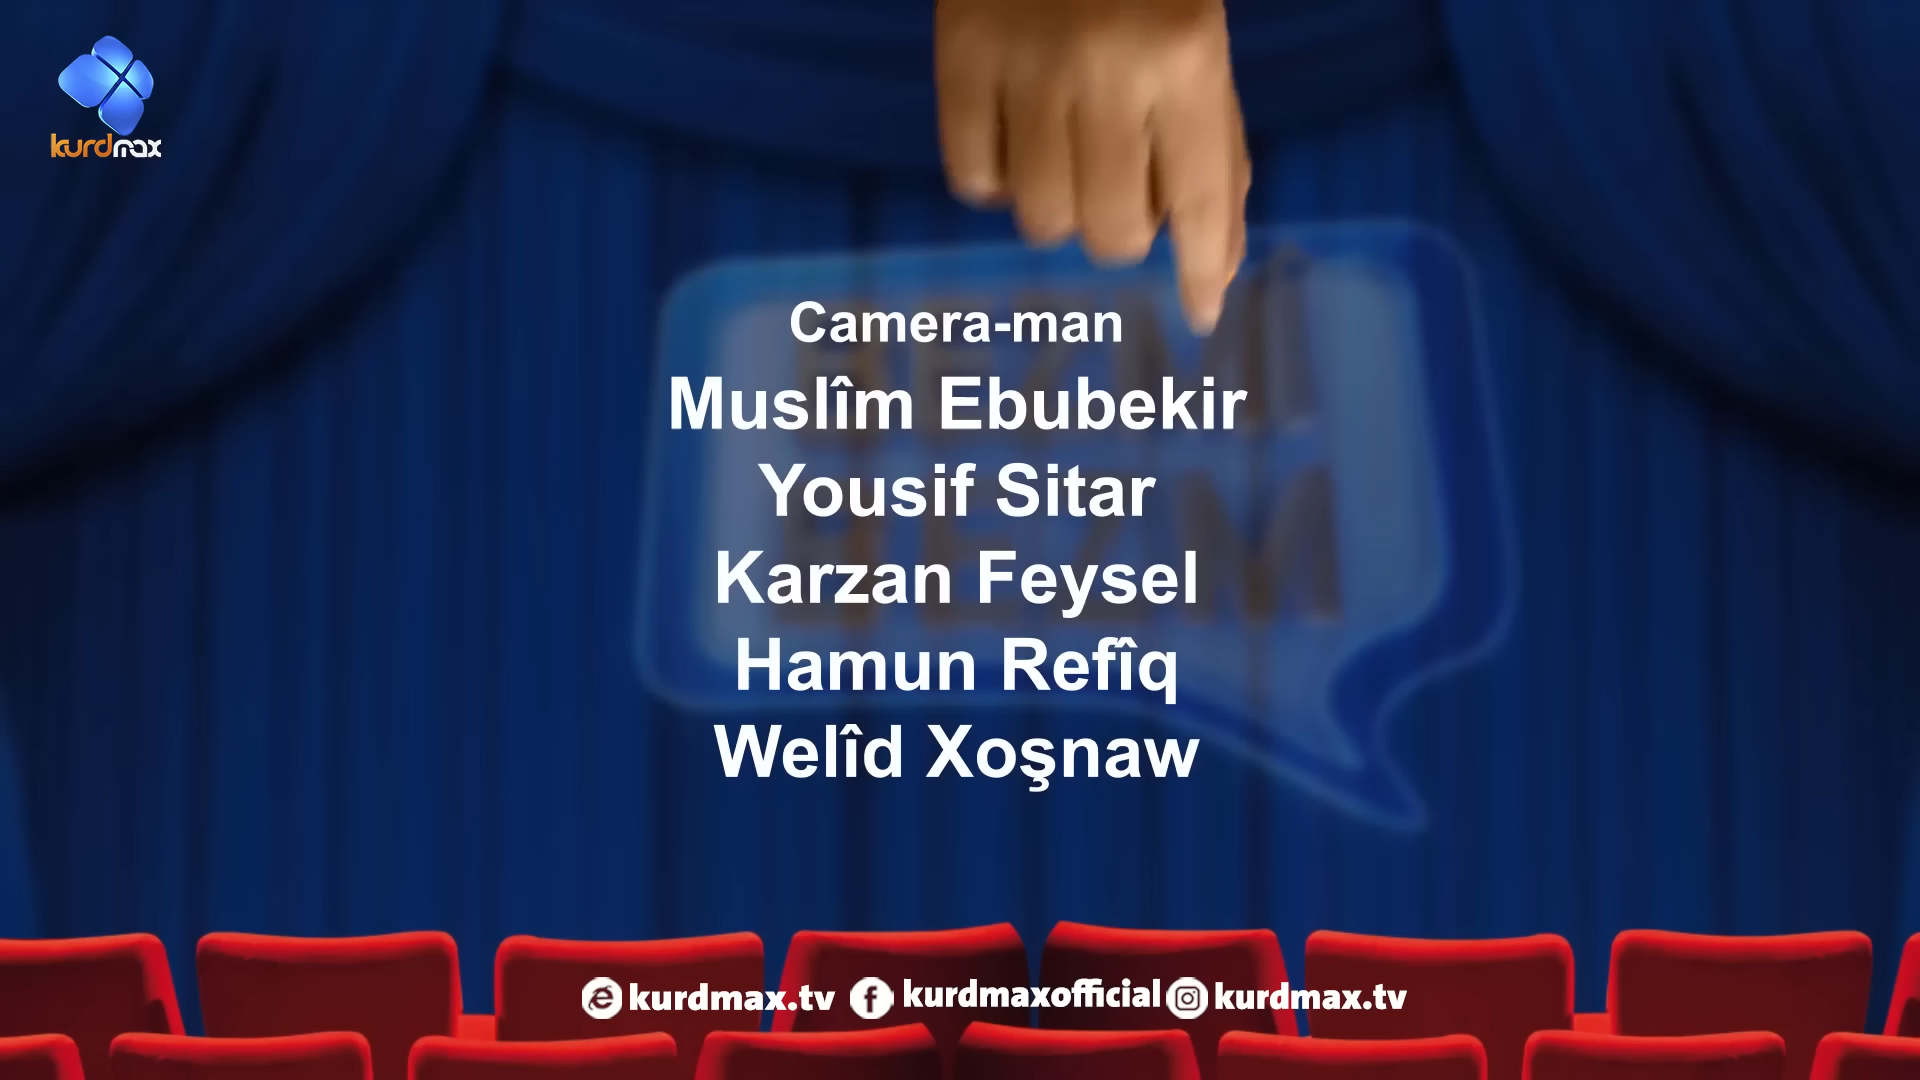 kurdmax
Camera-man
Muslîm Ebubekir
Yousif Sitar
Karzan Feysel
Hamun Refîq
Welîd Xoşnaw
kurdmax.tv kurdmaxofficial kurdmax.tv